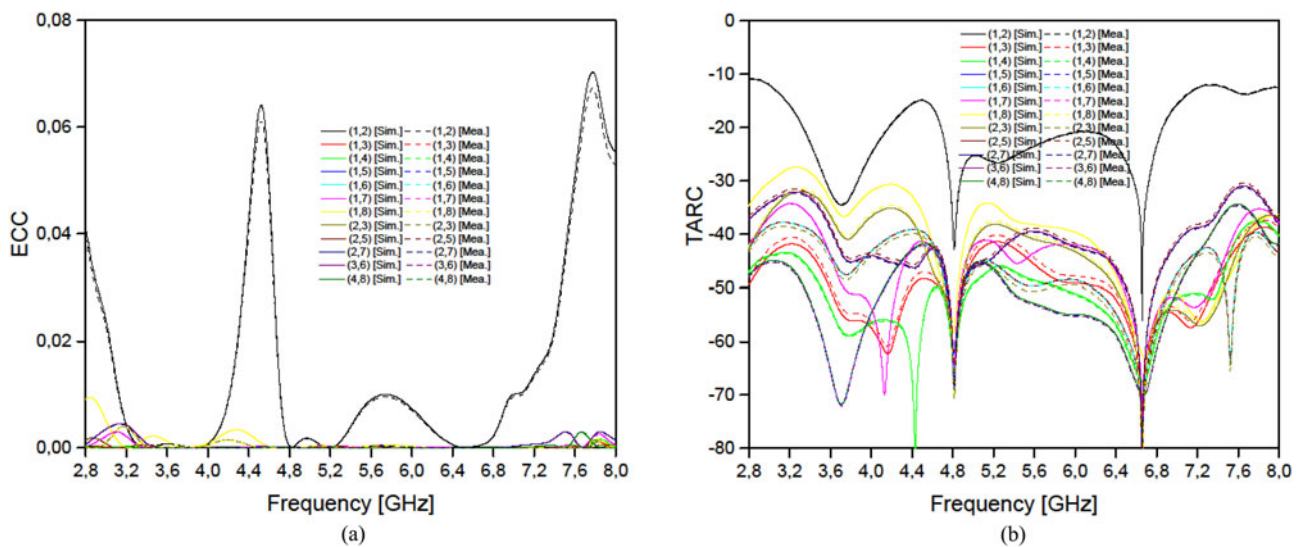 0,08
0,06
0,04
0,02
0,00
ECC
(1,2) [Sim.] (1,2) [Mea.]
(1,3) [Sim.] (1,3) [Mea.]
(1,4) [Sim.] (1,4) [Mea.]
(1,5) [Sim.] (1,5) [Mea.]
(1,6) [Sim.] (1,6) [Mea.]
(1,7) [Sim.] (1,7) [Mea.]
(1,8) [Sim.] (1,8) [Mea.]
(2,3) [Sim.] (2,3) [Mea.]
(2,5) [Sim.] (2,5) [Mea.]
(2,7) [Sim.] (2,7) [Mea.]
(3,6) [Sim.] (3,6) [Mea.]
(4,8) [Sim.] (4,8) [Mea.]
2,8 3,2 3,6 4,0 4,4 4,8 5,2 5,6 6,0 6,4 6,8 7,2 7,6 8,0
Frequency [GHz]
(a)
0
-10
-20
-30
-40
-50
-60
-70
-80
TARC
(1,2) [Sim.] (1,2) [Mea.]
(1,3) [Sim.] (1,3) [Mea.]
(1,4) [Sim.] (1,4) [Mea.]
(1,5) [Sim.] (1,5) [Mea.]
(1,6) [Sim.] (1,6) [Mea.]
(1,7) [Sim.] (1,7) [Mea.]
(1,8) [Sim.] (1,8) [Mea.]
(2,3) [Sim.] (2,3) [Mea.]
(2,5) [Sim.] (2,5) [Mea.]
(2,7) [Sim.] (2,7) [Mea.]
(3,6) [Sim.] (3,6) [Mea.]
(4,8) [Sim.] (4,8) [Mea.]
2,8 3,2 3,6 4,0 4,4 4,8 5,2 5,6 6,0 6,4 6,8 7,2 7,6 8,0
Frequency [GHz]
(b)